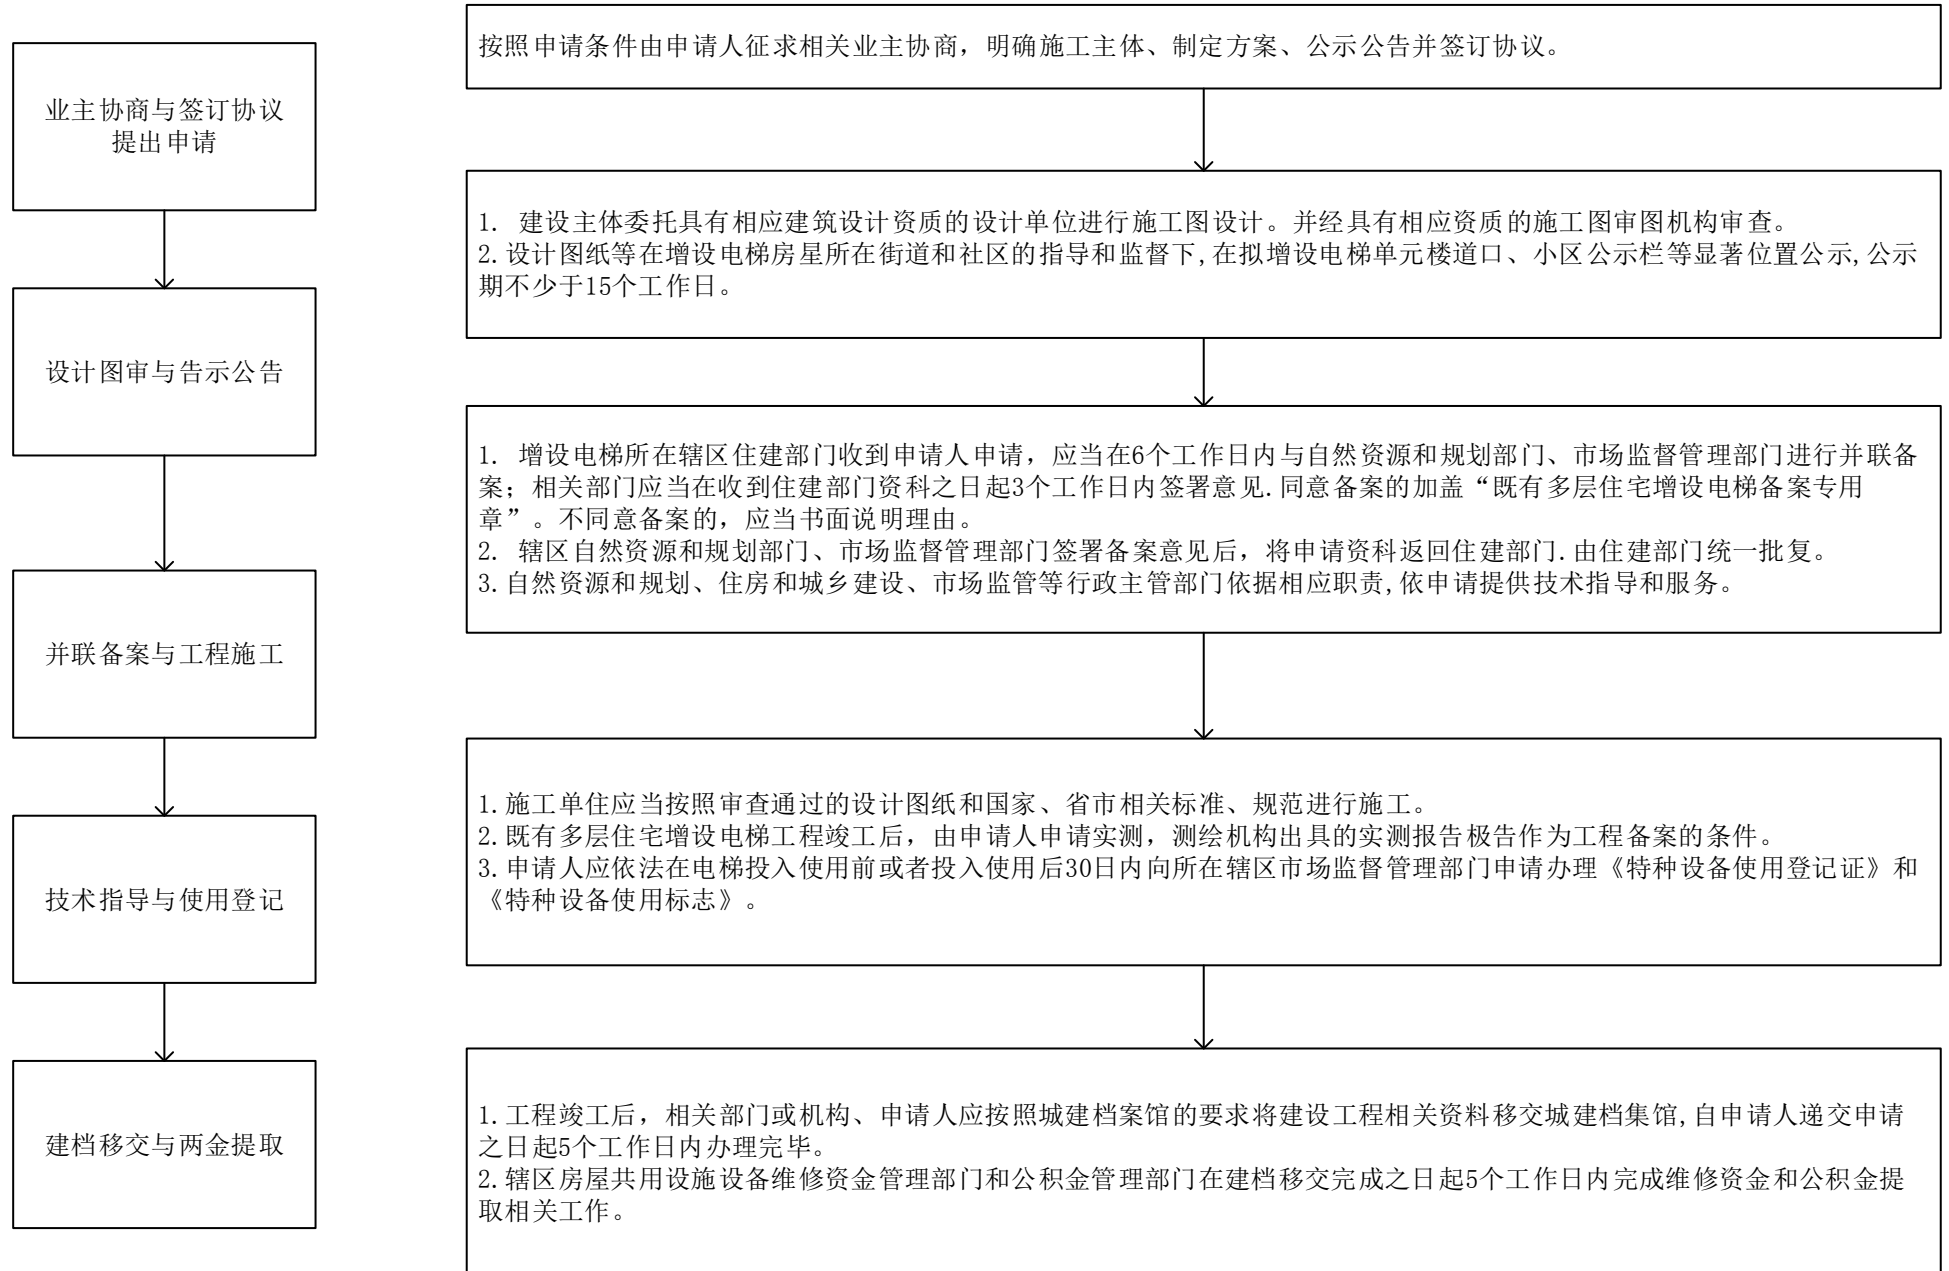 业主协商与签订协议
提出申请
设计图审与告示公告
并联备案与工程施工
技术指导与使用登记
建档移交与两金提取
按照申请条件由申请人征求相关业主协商，明确施工主体、制定方案、公示公告并签订协议。
1. 建设主体委托具有相应建筑设计资质的设计单位进行施工图设计。并经具有相应资质的施工图审图机构审查。
2.设计图纸等在增设电梯房星所在街道和社区的指导和监督下,在拟增设电梯单元楼道口、小区公示栏等显著位置公示,公示
期不少于15个工作日。
1. 增设电梯所在辖区住建部门收到申请人申请，应当在6个工作日内与自然资源和规划部门、市场监督管理部门进行并联备
案；相关部门应当在收到住建部门资科之日起3个工作日内签署意见.同意备案的加盖“既有多层住宅增设电梯备案专用
章”。不同意备案的，应当书面说明理由。
2. 辖区自然资源和规划部门、市场监督管理部门签署备案意见后，将申请资科返回住建部门.由住建部门统一批复。
3.自然资源和规划、住房和城乡建设、市场监管等行政主管部门依据相应职责,依申请提供技术指导和服务。
1.施工单住应当按照审查通过的设计图纸和国家、省市相关标准、规范进行施工。
2.既有多层住宅增设电梯工程竣工后，由申请人申请实测，测绘机构出具的实测报告极告作为工程备案的条件。
3.申请人应依法在电梯投入使用前或者投入使用后30日内向所在辖区市场监督管理部门申请办理《特种设备使用登记证》和
《特种设备使用标志》。
1.工程竣工后，相关部门或机构、申请人应按照城建档案馆的要求将建设工程相关资料移交城建档集馆,自申请人递交申请
之日起5个工作日内办理完毕。
2.辖区房屋共用设施设备维修资金管理部门和公积金管理部门在建档移交完成之日起5个工作日内完成维修资金和公积金提
取相关工作。